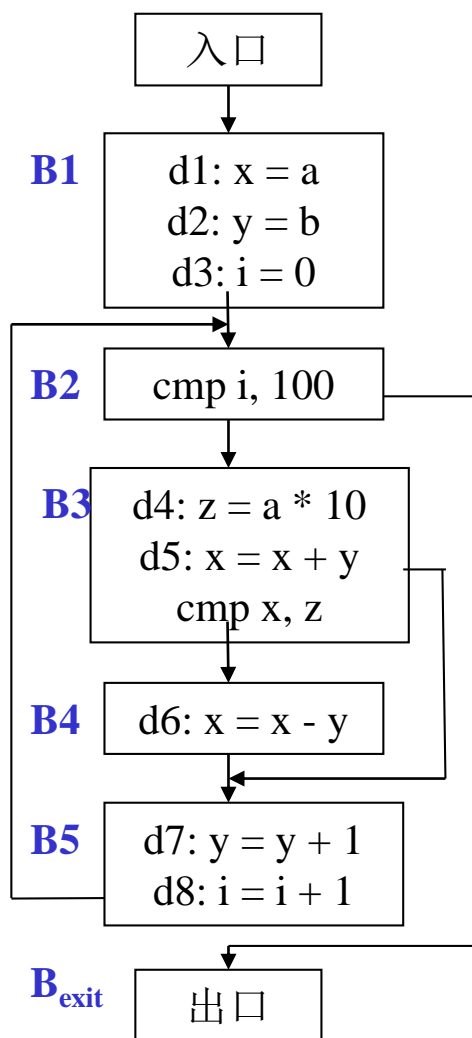 入口
B1
d1: x = a
d2: y = b
d3: i = 0
B2
cmp i, 100
B3
d4: z = a * 10
d5: x = x + y
cmp x, z
B4
d6: x = x - y
B5
d7: y = y + 1
d8: i = i + 1
Bexit
出口